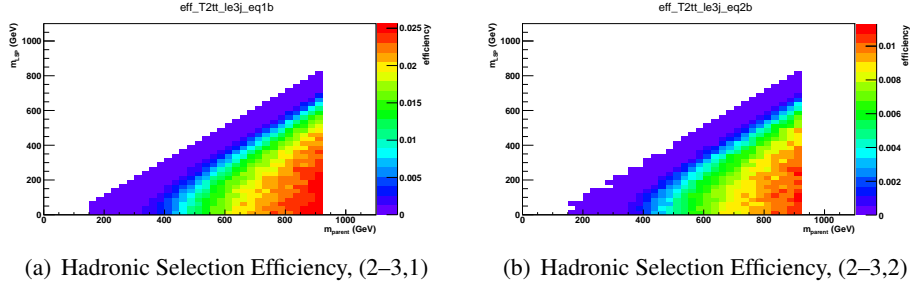 eff_T2tt_le3j_eq1b
m_LSP (GeV)
1000
800
600
400
200
0
0 200 400 600 800 1000
m_parent (GeV)
0.025
0.02
0.015
0.01
0.005
0
efficiency
(a) Hadronic Selection Efficiency, (2–3,1)
eff_T2tt_le3j_eq2b
m_LSP (GeV)
1000
800
600
400
200
0
0 200 400 600 800 1000
m_parent (GeV)
0.01
0.008
0.006
0.004
0.002
0
efficiency
(b) Hadronic Selection Efficiency, (2–3,2)